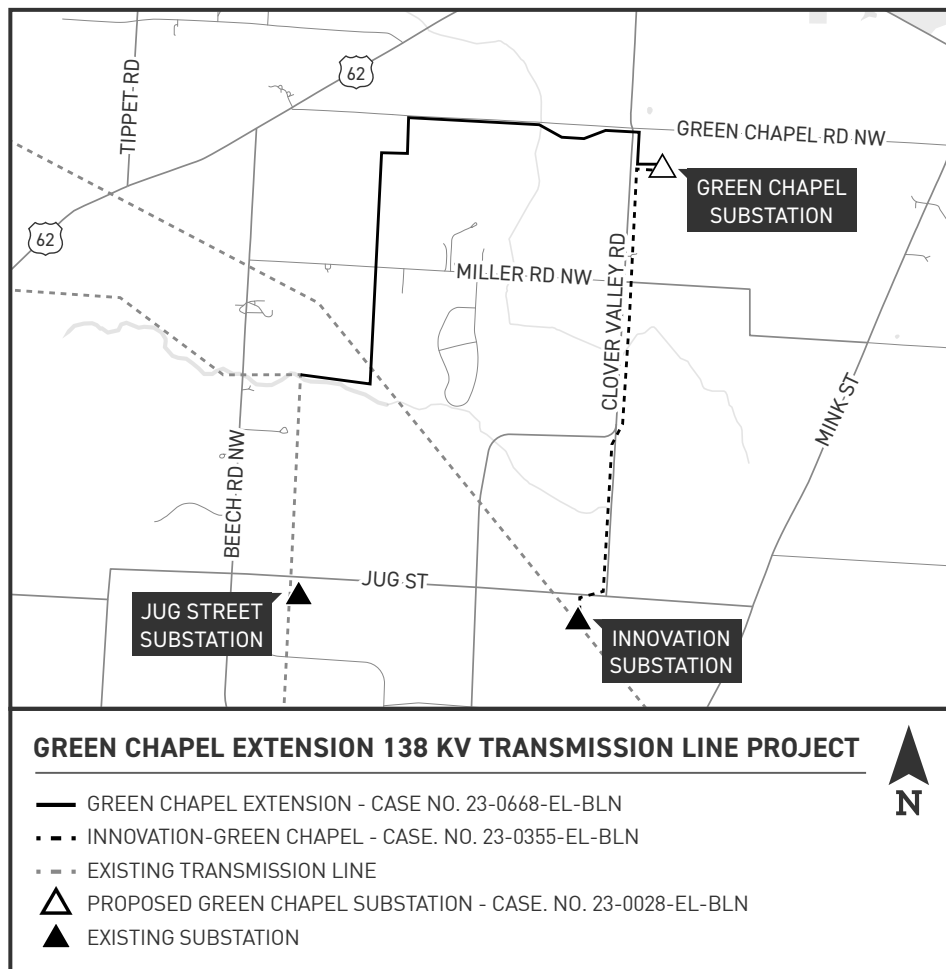 TIPPET RD
62
GREEN CHAPEL RD NW
GREEN CHAPEL
SUBSTATION
62
MILLER RD NW
CLOVER VALLEY RD
MINK ST
BEECH RD NW
JUG ST
JUG STREET
SUBSTATION
INNOVATION
SUBSTATION
GREEN CHAPEL EXTENSION 138 KV TRANSMISSION LINE PROJECT
N
GREEN CHAPEL EXTENSION - CASE NO. 23-0668-EL-BLN
INNOVATION-GREEN CHAPEL - CASE. NO. 23-0355-EL-BLN
EXISTING TRANSMISSION LINE
PROPOSED GREEN CHAPEL SUBSTATION - CASE. NO. 23-0028-EL-BLN
EXISTING SUBSTATION